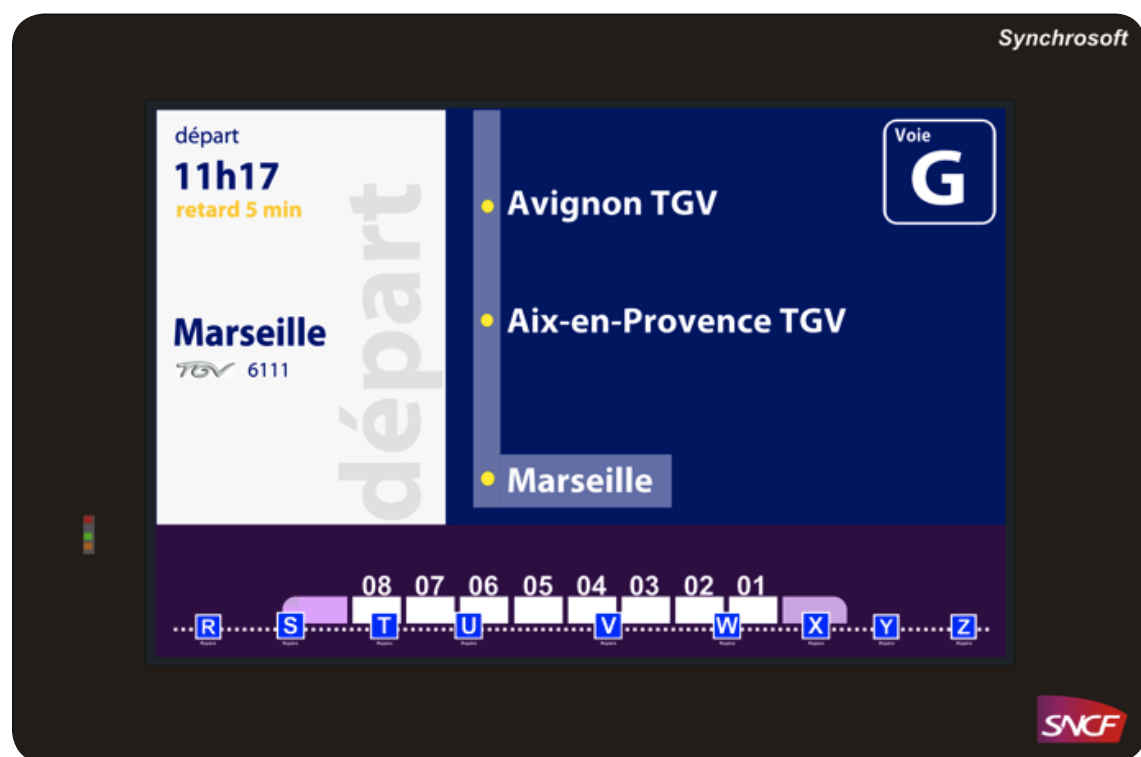 Synchrosoft
départ
11h17
retard 5 min
Marseille
TGV 6111
départ
Voie
G
Avignon TGV
Aix-en-Provence TGV
Marseille
08 07 06 05 04 03 02 01
R S T U V W X Y Z
SNCF